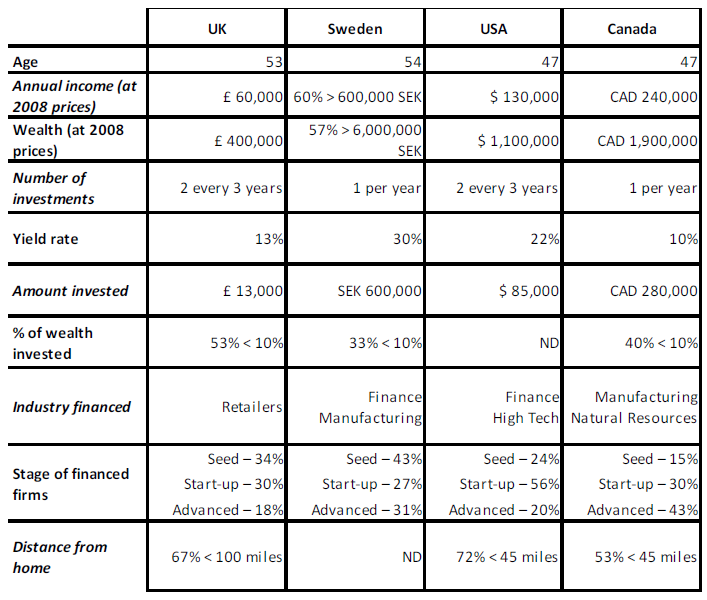 UK Sweden USA Canada
Age 53 54 47 47
Annual income (at
2008 prices) £ 60,000 60% > 600,000 SEK $ 130,000 CAD 240,000
Wealth (at 2008
prices) £ 400,000 57% > 6,000,000
SEK $ 1,100,000 CAD 1,900,000
Number of
investments 2 every 3 years 1 per year 2 every 3 years 1 per year
Yield rate 13% 30% 22% 10%
Amount invested £ 13,000 SEK 600,000 $ 85,000 CAD 280,000
% of wealth
invested 53% < 10% 33% < 10% ND 40% < 10%
Industry financed Retailers Finance
Manufacturing Finance
High Tech Manufacturing
Natural Resources
Stage of financed
firms Seed – 34% Seed – 43% Seed – 24% Seed – 15%
Start-up – 30% Start-up – 27% Start-up – 56% Start-up – 30%
Advanced – 18% Advanced – 31% Advanced – 20% Advanced – 43%
Distance from
home 67% < 100 miles ND 72% < 45 miles 53% < 45 miles